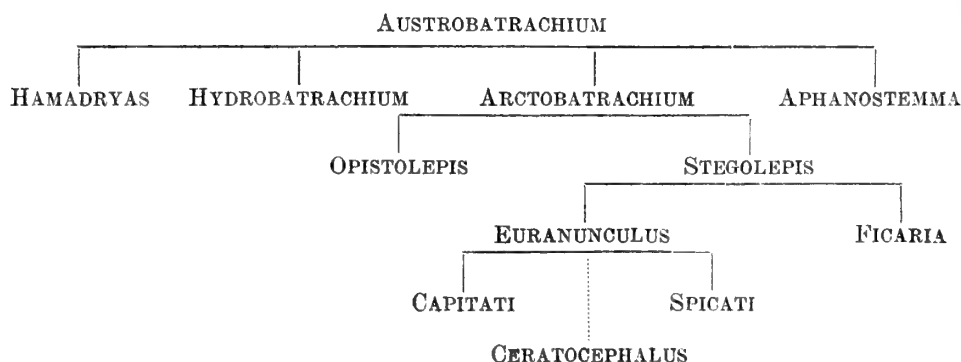 AUSTROBATRACHIUM
HAMADRYAS HYDROBATRACHIUM ARCTOBATRACHIUM APHANOSTEMMA
OPISTOLEPIS STEGOLEPIS
EURANUNCULUS FICARIA
CAPITATI SPICATI
CERATOCEPHALUS